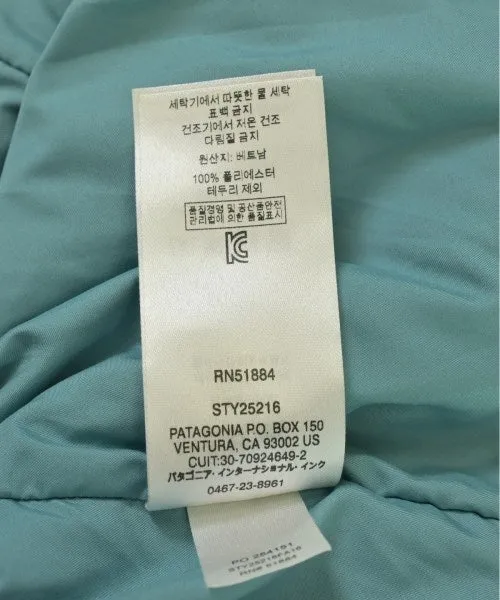 세탁기에서 따뜻한 물 세탁
표백 금지
건조기에서 저온 건조
다림질 금지
원산지: 베트남
100% 폴리에스터
테두리 제외
품질경영 및 공산품안전
관리법에 의한 품질표시
RN51884
STY25216
PATAGONIA P.O. BOX 150
VENTURA, CA 93002 US
CUIT:30-70924649-2
パタゴニア・インターナショナル・インク
0467-23-8961
PO 284151
STY25216FA16
RN# 51884